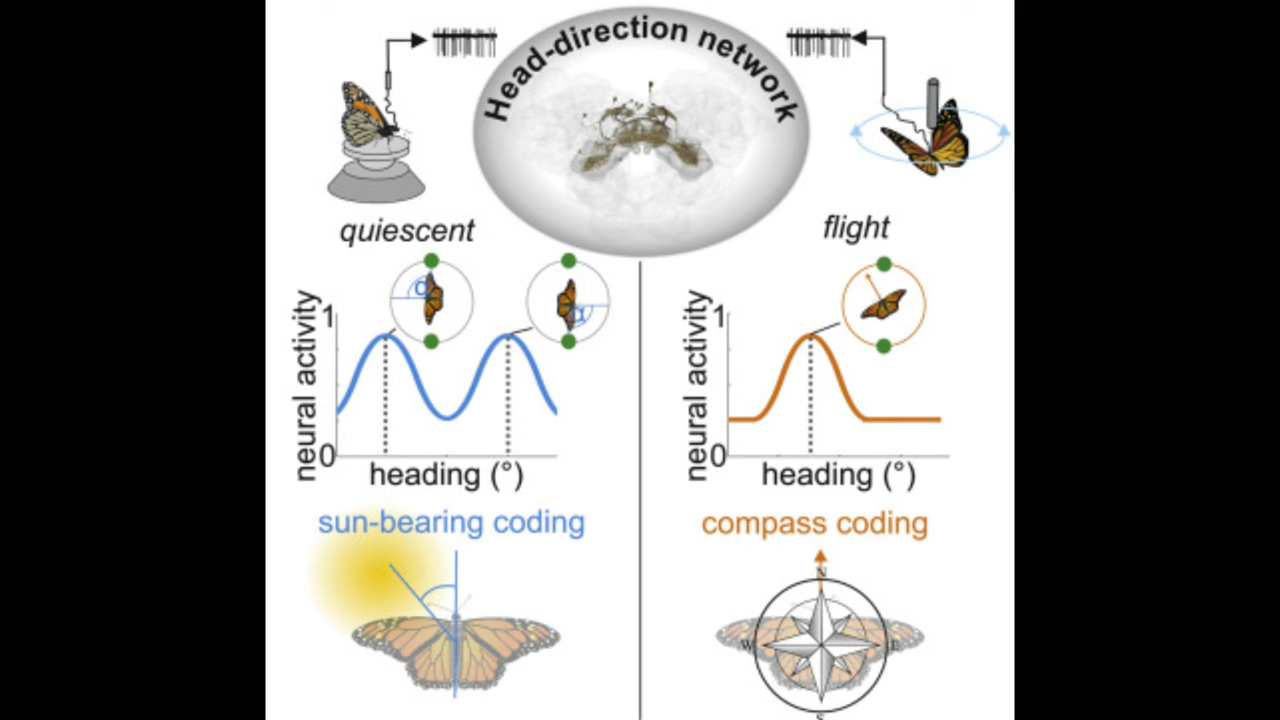 Head-direction network
quiescent
flight
α
α
1
neural activity
0
heading (°)
1
neural activity
0
heading (°)
sun-bearing coding
compass coding
N
W
E
S